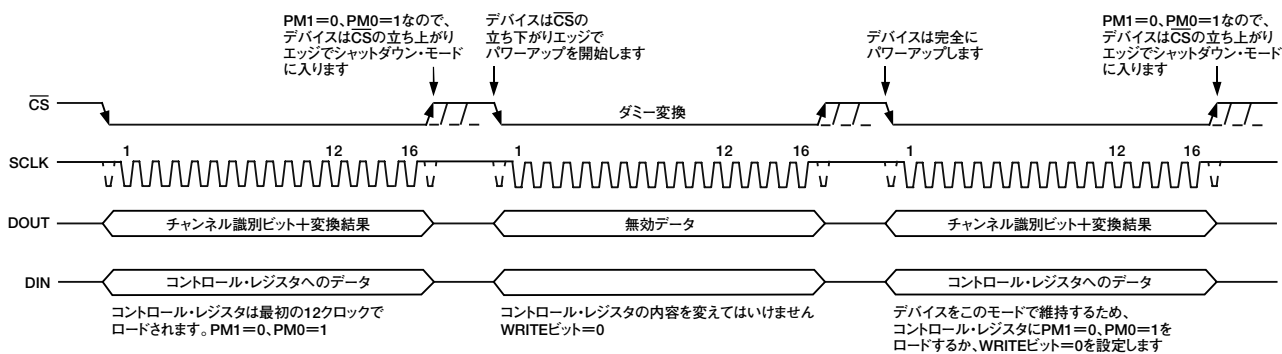 PM1=0、PM0=1なので、
デバイスはCSの立ち上がり
エッジでシャットダウン・モード
に入ります
デバイスはCSの
立ち下がりエッジで
パワーアップを開始します
デバイスは完全に
パワーアップします
PM1=0、PM0=1なので、
デバイスはCSの立ち上がり
エッジでシャットダウン・モード
に入ります
CS
ダミー変換
SCLK
1 12 16
1 12 16
1 12 16
DOUT
チャンネル識別ビット+変換結果
無効データ
チャンネル識別ビット+変換結果
DIN
コントロール・レジスタへのデータ
コントロール・レジスタへのデータ
コントロール・レジスタは最初の12クロックで
ロードされます。PM1=0、PM0=1
コントロール・レジスタの内容を変えてはいけません
WRITEビット=0
デバイスをこのモードで維持するため、
コントロール・レジスタにPM1=0、PM0=1を
ロードするか、WRITEビット=0を設定します